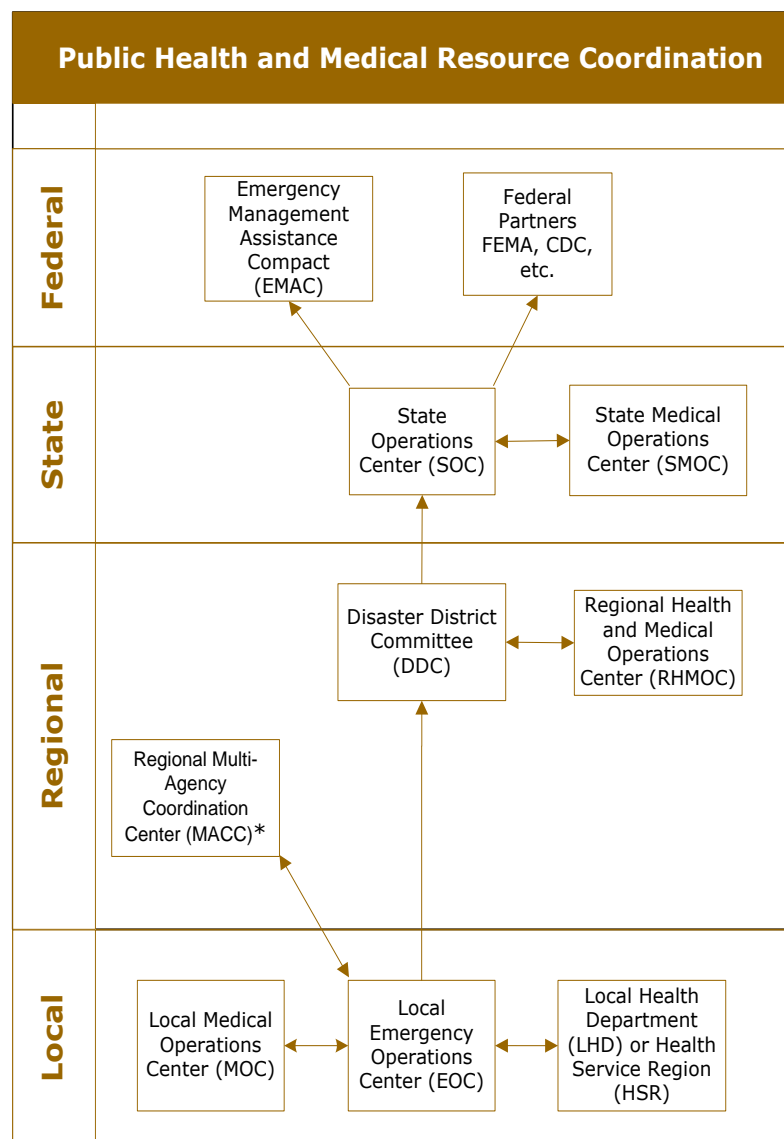 Public Health and Medical Resource Coordination
Federal
Emergency
Management
Assistance
Compact
(EMAC)
Federal
Partners
FEMA, CDC,
etc.
State
State
Operations
Center (SOC)
State Medical
Operations
Center (SMOC)
Regional
Disaster District
Committee
(DDC)
Regional Health
and Medical
Operations
Center (RHMOC)
Regional Multi-
Agency
Coordination
Center (MACC)*
Local
Local Medical
Operations
Center (MOC)
Local
Emergency
Operations
Center (EOC)
Local Health
Department
(LHD) or Health
Service Region
(HSR)